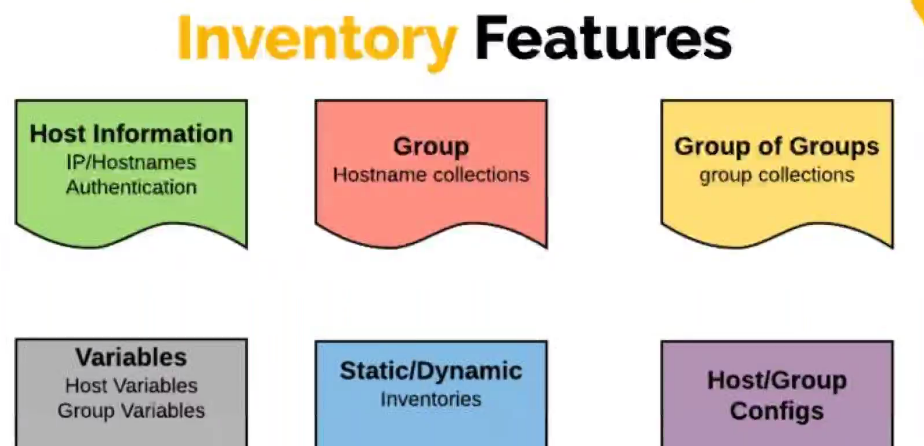 Inventory Features
Host Information
IP/Hostnames
Authentication
Group
Hostname collections
Group of Groups
group collections
Variables
Host Variables
Group Variables
Static/Dynamic
Inventories
Host/Group
Configs